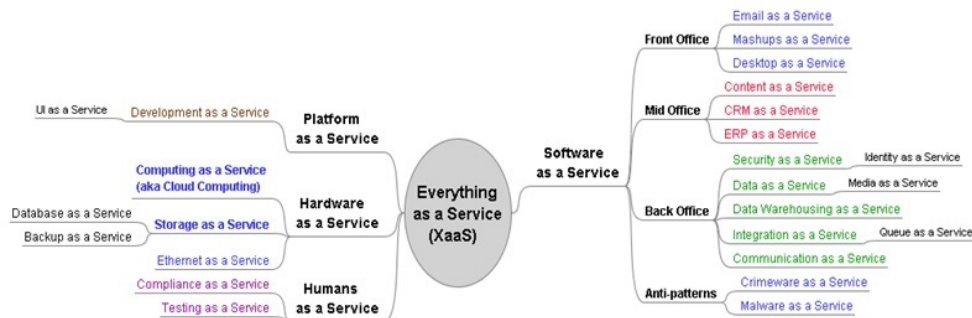 Everything
as a Service
(XaaS)
Platform
as a Service
Development as a Service
UI as a Service
Hardware
as a Service
Computing as a Service
(aka Cloud Computing)
Storage as a Service
Database as a Service
Backup as a Service
Ethernet as a Service
Humans
as a Service
Compliance as a Service
Testing as a Service
Software
as a Service
Front Office
Email as a Service
Mashups as a Service
Desktop as a Service
Mid Office
Content as a Service
CRM as a Service
ERP as a Service
Back Office
Security as a Service
Identity as a Service
Data as a Service
Media as a Service
Data Warehousing as a Service
Integration as a Service
Queue as a Service
Communication as a Service
Anti-patterns
Crimeware as a Service
Malware as a Service